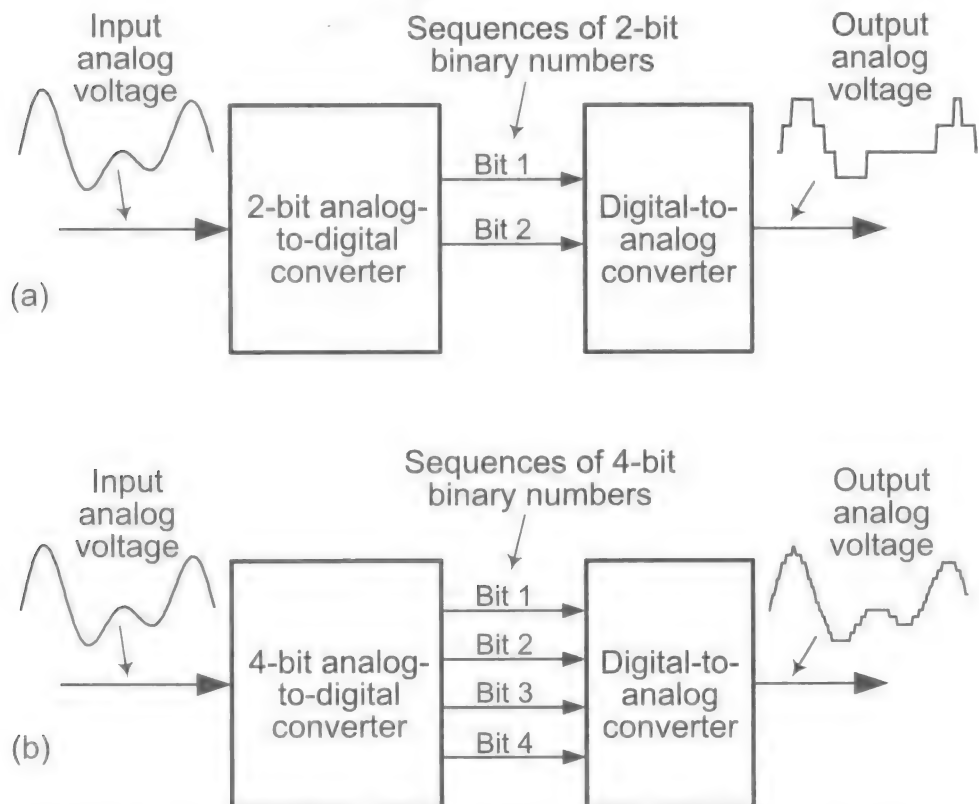 Input
analog
voltage
Sequences of 2-bit
binary numbers
Output
analog
voltage
2-bit analog-
to-digital
converter
Bit 1
Bit 2
Digital-to-
analog
converter
(a)
Input
analog
voltage
Sequences of 4-bit
binary numbers
Output
analog
voltage
4-bit analog-
to-digital
converter
Bit 1
Bit 2
Bit 3
Bit 4
Digital-to-
analog
converter
(b)